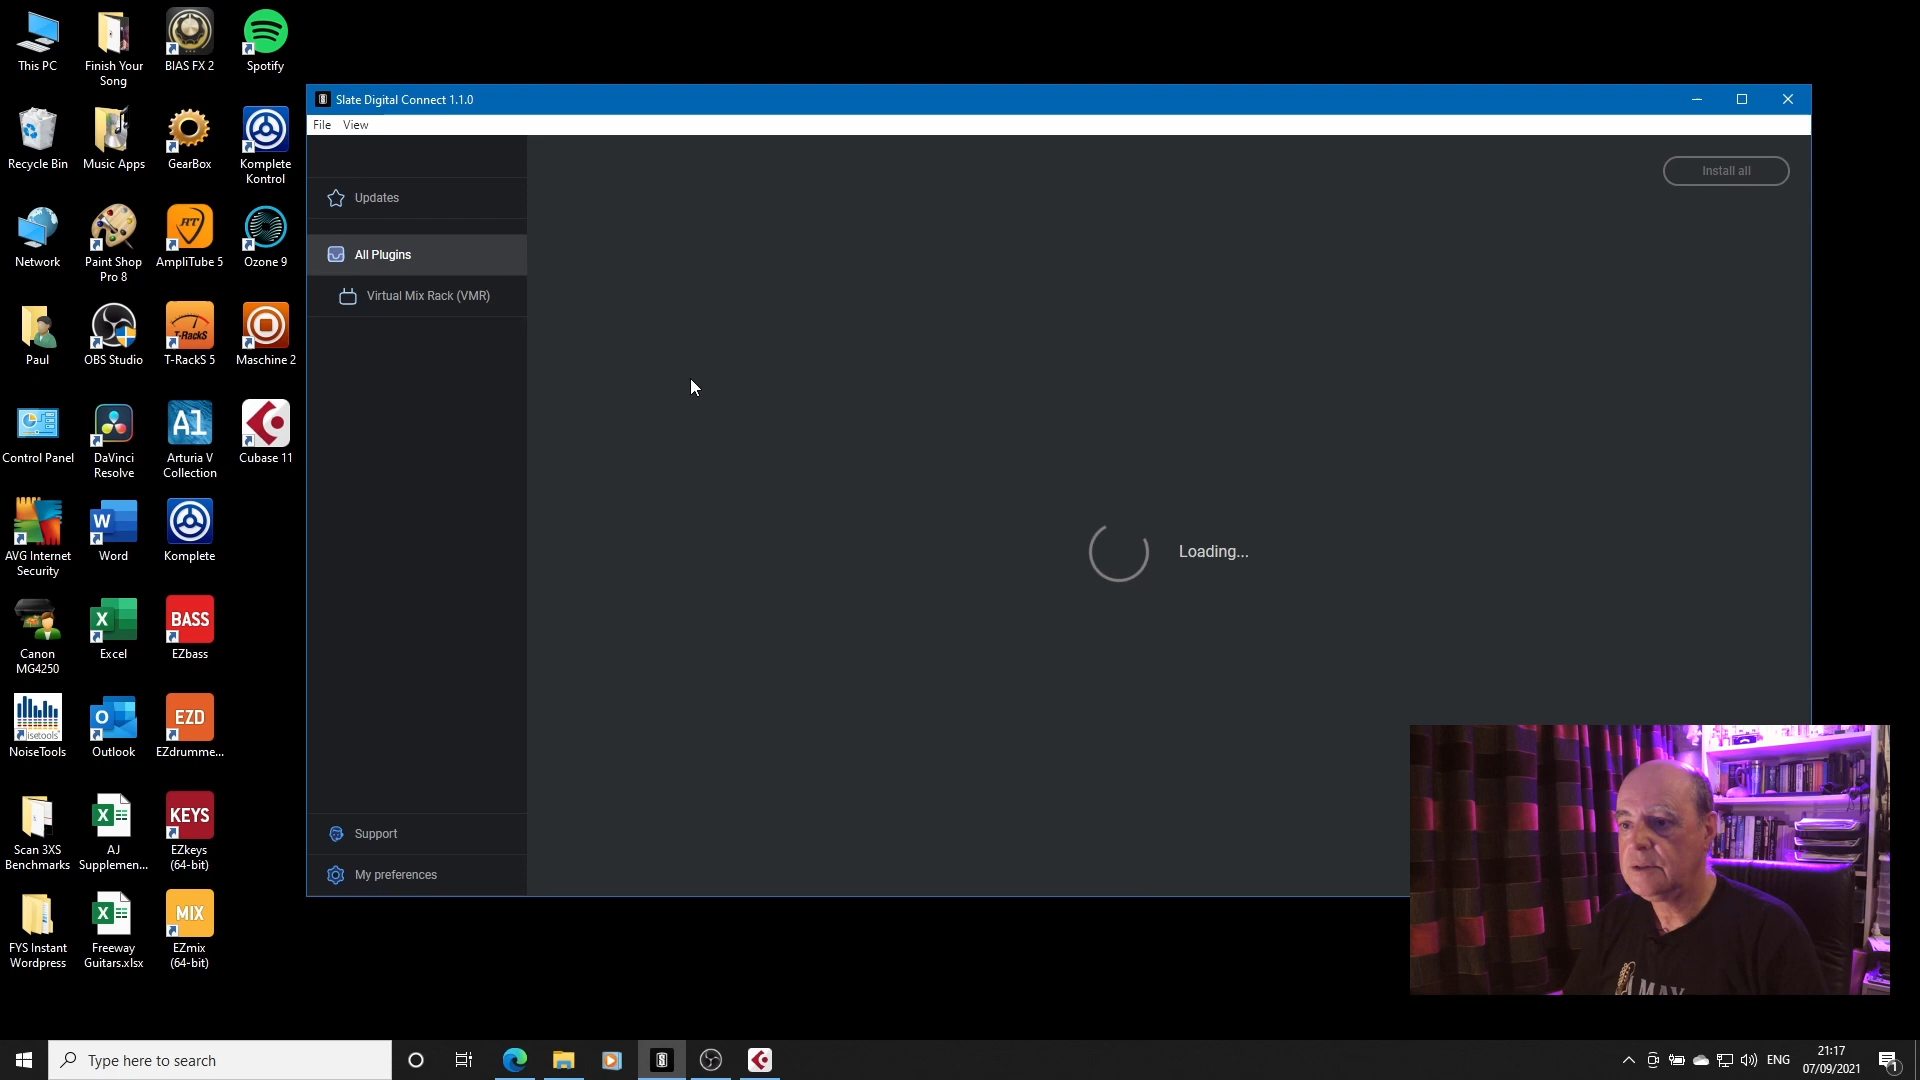 This PC
Finish Your
Song
BIAS FX 2
Spotify
Recycle Bin
Music Apps
GearBox
Komplete
Kontrol
Network
Paint Shop
Pro 8
RT
AmpliTube 5
Ozone 9
Paul
OBS Studio
T-RackS
T-RackS 5
Maschine 2
Control Panel
DaVinci
Resolve
AI
Arturia V
Collection
Cubase 11
AVG Internet
Security
W
Word
Komplete
Canon
MG4250
X
Excel
BASS
EZbass
isetools
NoiseTools
O
Outlook
EZD
EZdrumme...
Scan 3XS
Benchmarks
X
AJ
Supplemen...
KEYS
EZkeys
(64-bit)
FYS Instant
Wordpress
X
Freeway
Guitars.xlsx
MIX
EZmix
(64-bit)
Slate Digital Connect 1.1.0
File View
Install all
Updates
All Plugins
Virtual Mix Rack (VMR)
Loading...
Support
My preferences
Type here to search
ENG
21:17
07/09/2021
1